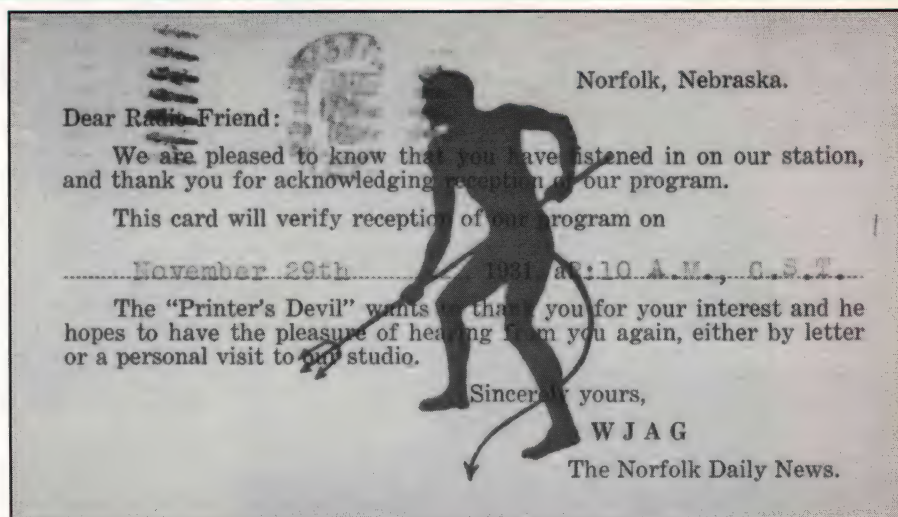 Norfolk, Nebraska.
Dear Radio Friend:
We are pleased to know that you have listened in on our station,
and thank you for acknowledging reception of our program.
This card will verify reception of our program on
November 29th, 1931, at 2:10 A.M., C.S.T.
The "Printer's Devil" wants to thank you for your interest and he
hopes to have the pleasure of hearing from you again, either by letter
or a personal visit to our studio.
Sincerely yours,
WJAG
The Norfolk Daily News.